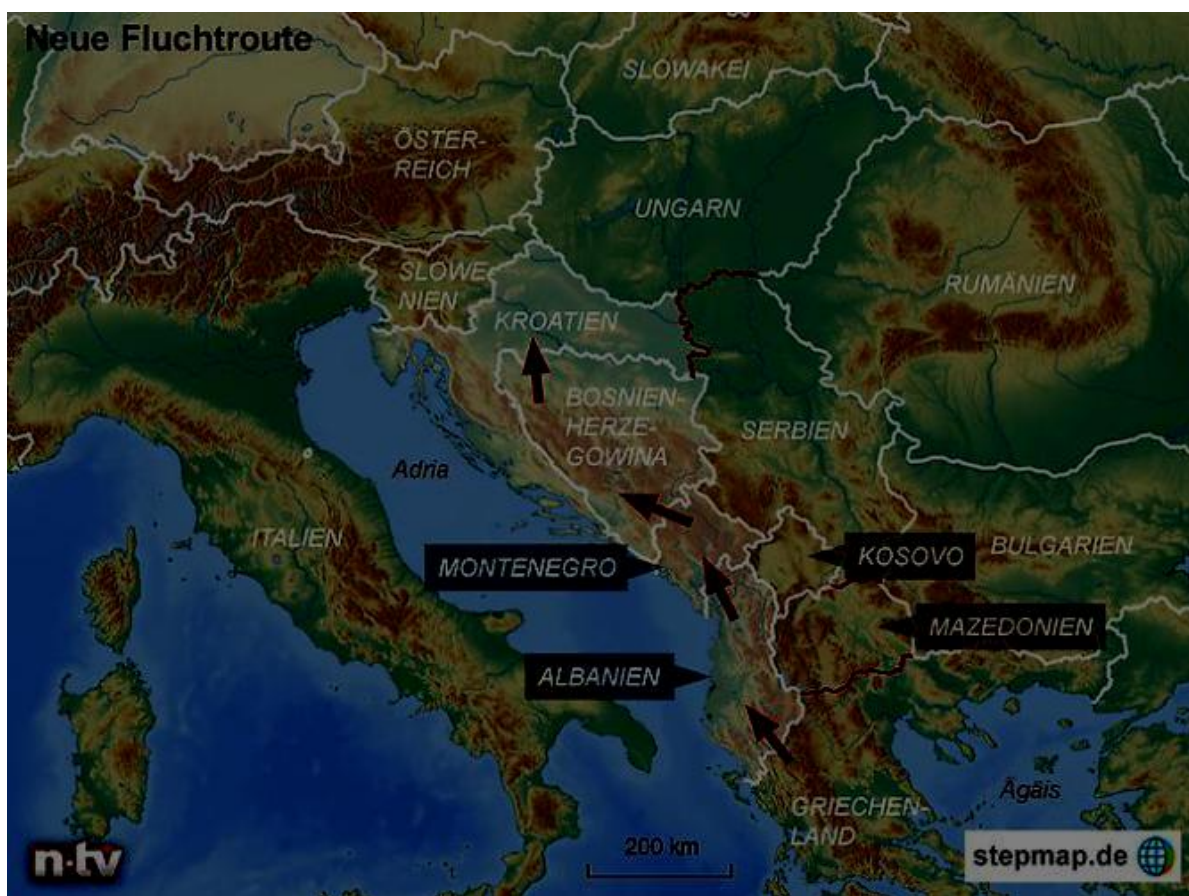 Neue Fluchtroute
SLOWAKEI
ÖSTER-
REICH
UNGARN
SLOWE
NIEN
RUMÄNIEN
KROATIEN
BOSNIEN-
HERZE-
GOWINA
SERBIEN
Adria
ITALIEN
MONTENEGRO
KOSOVO
BULGARIEN
MAZEDONIEN
ALBANIEN
Ägäis
GRIECHEN-
LAND
n-tv
200 km
stepmap.de